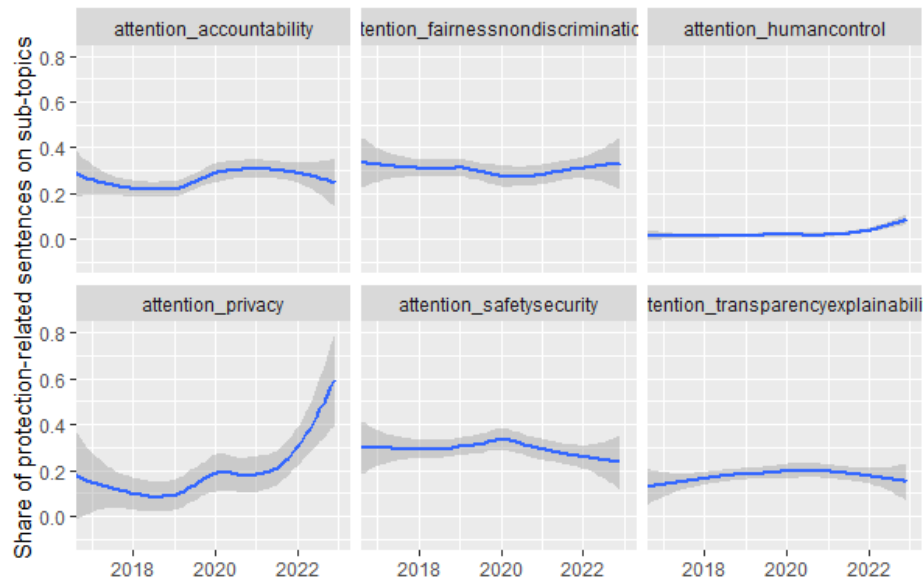 Share of protection-related sentences on sub-topics
attention_accountability
tention_fairnessnondiscriminatio
attention_humancontrol
0.8
0.6
0.4
0.2
0.0
attention_privacy
attention_safetysecurity
tention_transparencyexplainabili
0.8
0.6
0.4
0.2
0.0
2018 2020 2022 2018 2020 2022 2018 2020 2022